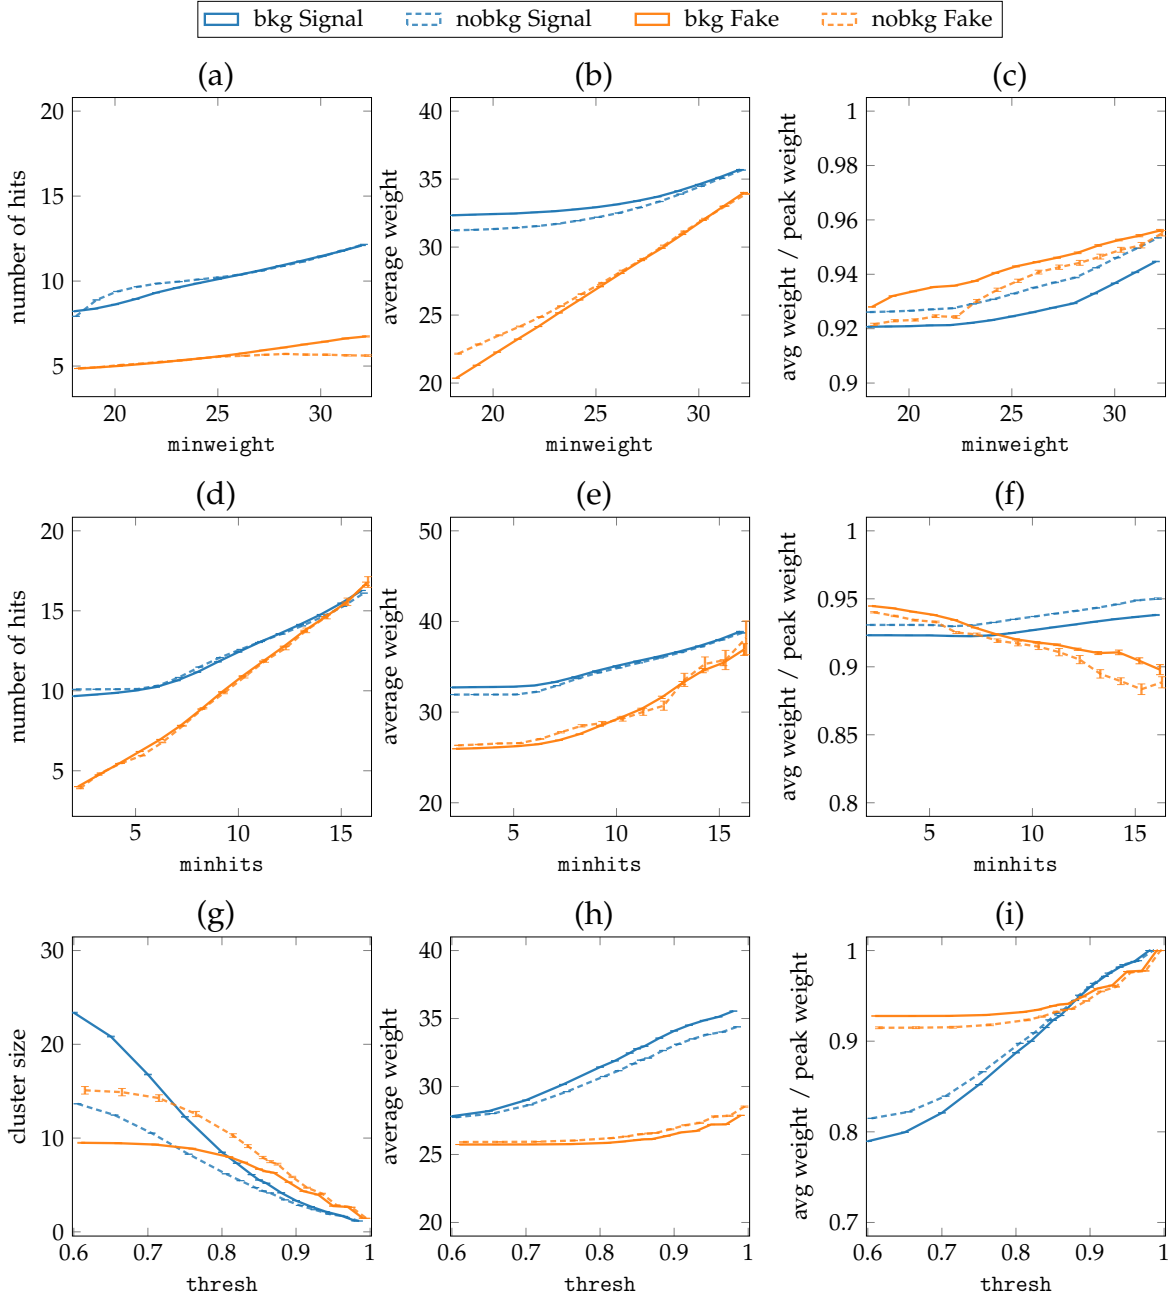 bkg Signal nobkg Signal bkg Fake nobkg Fake
(a) (b) (c)
20 40 1
15 35 0.98
10 30 0.96
5 25 0.94
20 0.92
0.9
number of hits
average weight
avg weight / peak weight
20 25 30 20 25 30 20 25 30
minweight minweight minweight
(d) (e) (f)
20 50 1
15 40 0.95
10 30 0.9
5 20 0.85
0.8
number of hits
average weight
avg weight / peak weight
5 10 15 5 10 15 5 10 15
minhits minhits minhits
(g) (h) (i)
30 40 1
20 35 0.9
10 30 0.8
0 25 0.7
20
cluster size
average weight
avg weight / peak weight
0.6 0.7 0.8 0.9 1 0.6 0.7 0.8 0.9 1 0.6 0.7 0.8 0.9 1
thresh thresh thresh